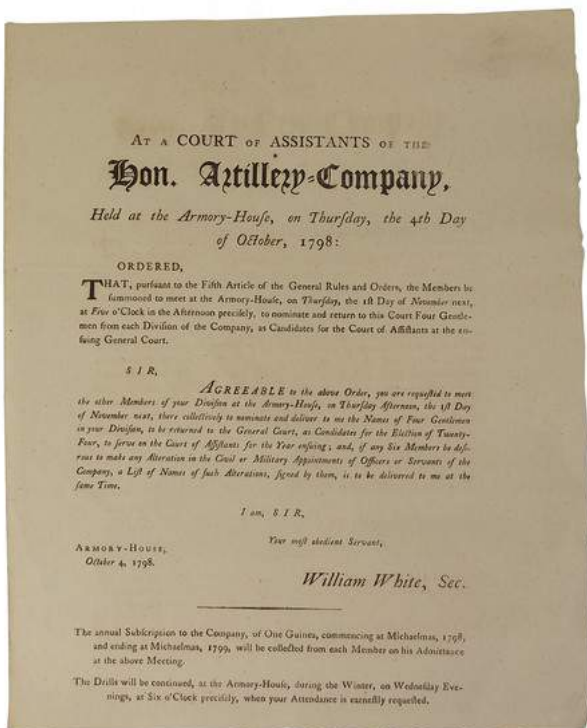 At a COURT of ASSISTANTS of the
Hon. Artillery-Company,
Held at the Armory-Houſe, on Thurſday, the 4th Day
of October, 1798:
ORDERED,
THAT, purſuant to the Fifth Article of the General Rules and Orders, the Members be
ſummoned to meet at the Armory-Houſe, on Thurſday, the 1ſt Day of November next,
at Five o'Clock in the Afternoon preciſely, to nominate and return to this Court Four Gentle-
men from each Diviſion of the Company, as Candidates for the Court of Aſſiſtants at the en-
ſuing General Court.
SIR,
AGREEABLE to the above Order, you are requeſted to meet
the other Members of your Diviſion at the Armory-Houſe, on Thurſday Afternoon, the 1ſt Day
of November next, there collectively to nominate and deliver to me the Names of Four Gentlemen
in your Diviſion, to be returned to the General Court, as Candidates for the Election of Twenty-
Four, to ſerve on the Court of Aſſiſtants for the Year enſuing; and, if any Six Members be deſi-
rous to make any Alteration in the Civil or Military Appointments of Officers or Servants of the
Company, a Liſt of Names of ſuch Alterations, ſigned by them, is to be delivered to me at the
ſame Time.
I am, SIR,
Your moſt obedient Servant,
Armory-House,
October 4, 1798.
William White, Sec.
The annual Subſcription to the Company, of One Guinea, commencing at Michaelmas, 1798,
and ending at Michaelmas, 1799, will be collected from each Member on his Admittance
at the above Meeting.
The Drills will be continued, at the Armory-Houſe, during the Winter, on Wedneſday Eve-
nings, at Six o'Clock preciſely, when your Attendance is earneſtly requeſted.